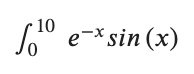 ∫₀¹⁰ e⁻ˣ sin (x)